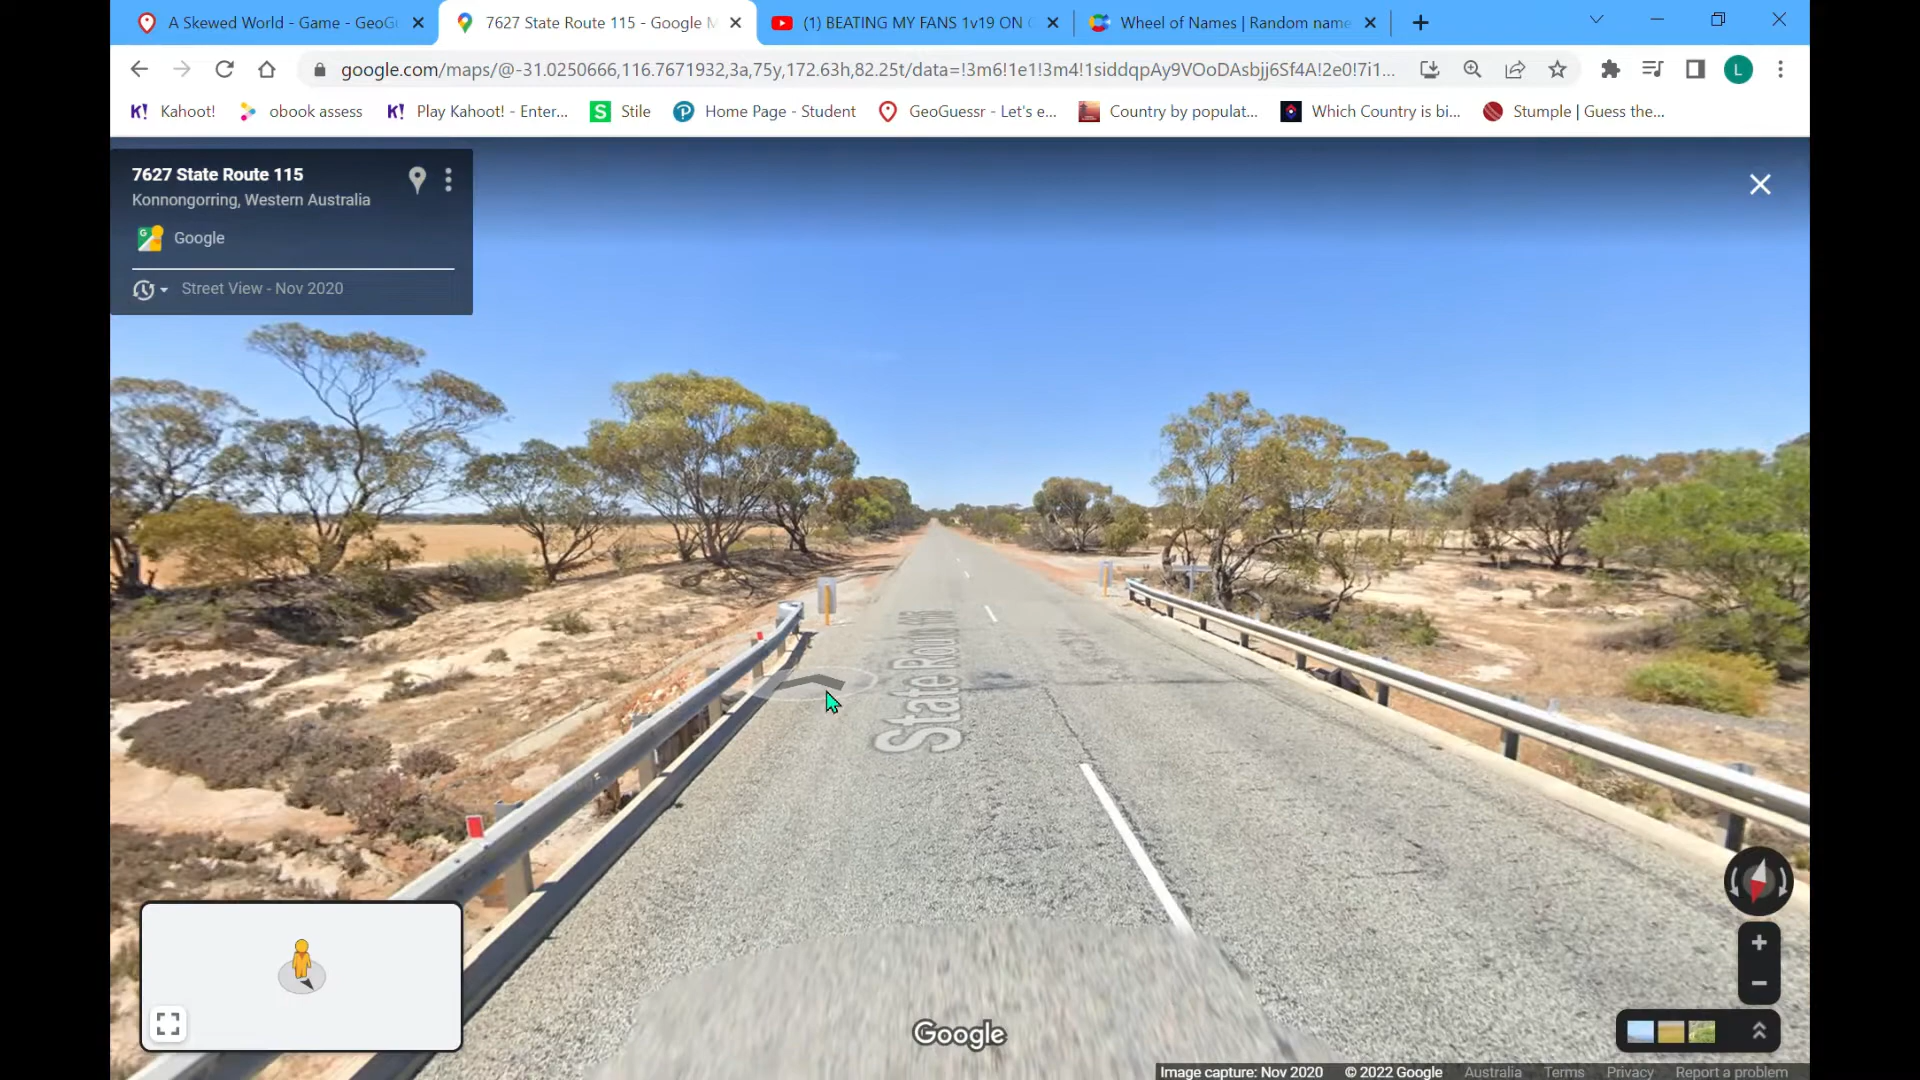 A Skewed World - Game - GeoG
7627 State Route 115 - Google M
(1) BEATING MY FANS 1v19 ON
Wheel of Names | Random name
google.com/maps/@-31.0250666,116.7671932,3a,75y,172.63h,82.25t/data=!3m6!1e1!3m4!1siddqpAy9VOoDAsbjj6Sf4A!2e0!7i1...
L
K! Kahoot!
obook assess
K! Play Kahoot! - Enter...
S Stile
Home Page - Student
GeoGuessr - Let's e...
Country by populat...
Which Country is bi...
Stumple | Guess the...
7627 State Route 115
Konnongorring, Western Australia
Google
Street View - Nov 2020
Google
Image capture: Nov 2020 © 2022 Google Australia Terms Privacy Report a problem